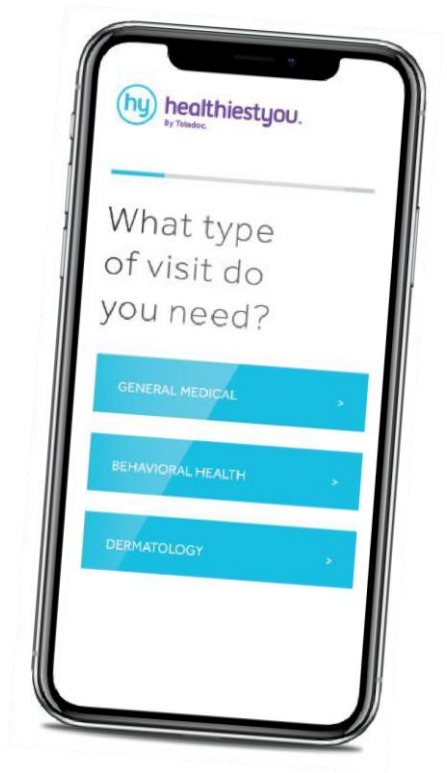 hy healthiestyou.
By Teladoc.
What type
of visit do
you need?
GENERAL MEDICAL >
BEHAVIORAL HEALTH >
DERMATOLOGY >